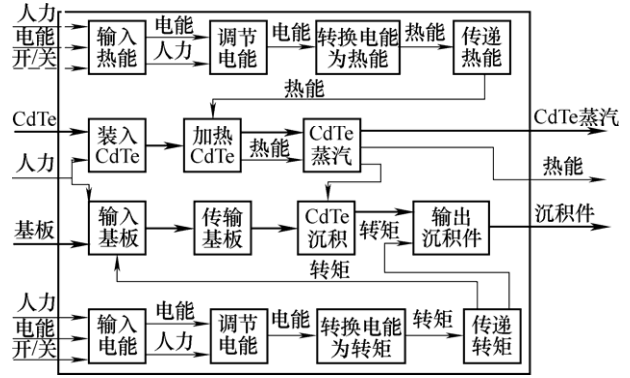 人力
电能
开/关
输入
热能
电能
人力
调节
电能
电能
转换电能
为热能
热能
传递
热能
热能
CdTe
人力
装入
CdTe
加热
CdTe
热能
CdTe
蒸汽
CdTe蒸汽
热能
基板
输入
基板
传输
基板
CdTe
沉积
转矩
输出
沉积件
沉积件
转矩
人力
电能
开/关
输入
电能
电能
人力
调节
电能
电能
转换电能
为转矩
转矩
传递
转矩